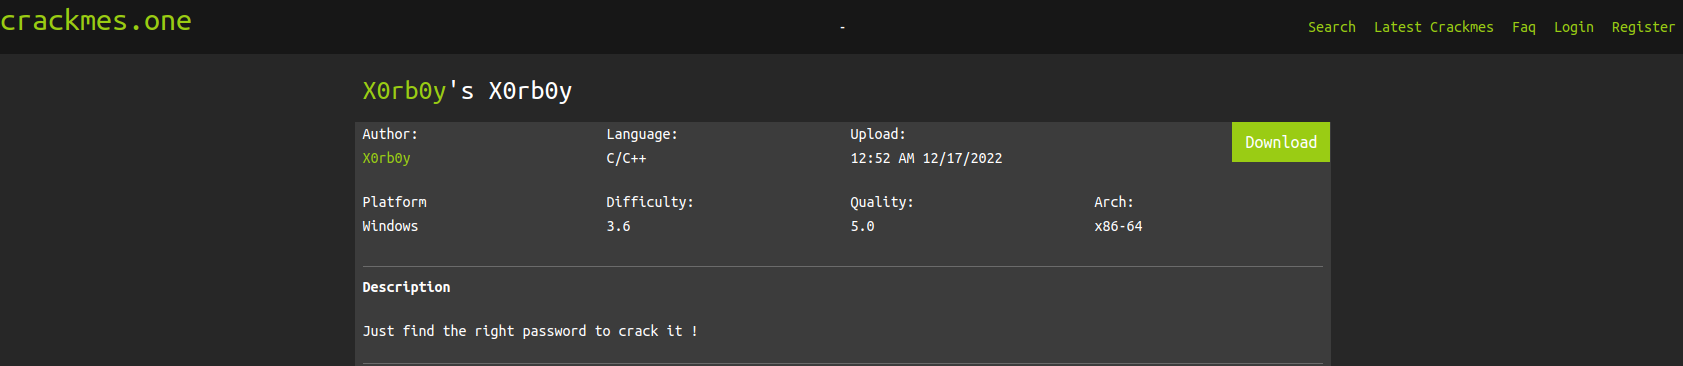 crackmes.one - Search Latest Crackmes Faq Login Register
X0rb0y's X0rb0y
Author: Language: Upload: Download
X0rb0y C/C++ 12:52 AM 12/17/2022
Platform Difficulty: Quality: Arch:
Windows 3.6 5.0 x86-64
Description
Just find the right password to crack it !